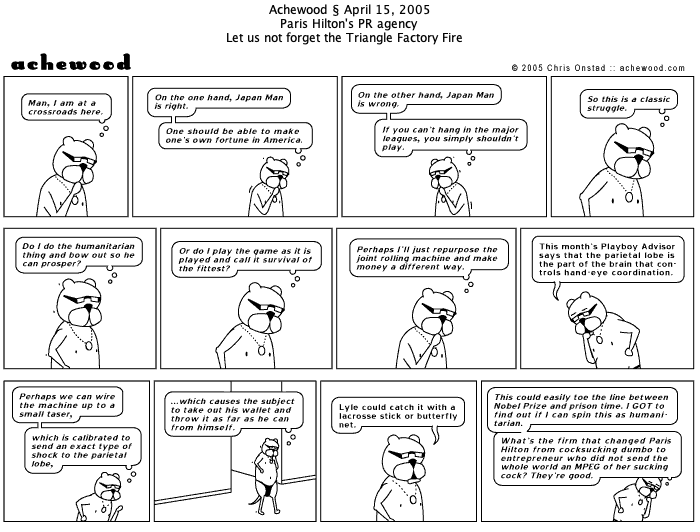 Achewood § April 15, 2005
Paris Hilton's PR agency
Let us not forget the Triangle Factory Fire
achewood
© 2005 Chris Onstad :: achewood.com
Man, I am at a
crossroads here.
On the one hand, Japan Man
is right.
One should be able to make
one's own fortune in America.
On the other hand, Japan Man
is wrong.
If you can't hang in the major
leagues, you simply shouldn't
play.
So this is a classic
struggle.
Do I do the humanitarian
thing and bow out so he
can prosper?
Or do I play the game as it is
played and call it survival of
the fittest?
Perhaps I'll just repurpose the
joint rolling machine and make
money a different way.
This month's Playboy Advisor
says that the parietal lobe is
the part of the brain that con-
trols hand-eye coordination.
Perhaps we can wire
the machine up to a
small taser,
which is calibrated to
send an exact type of
shock to the parietal
lobe,
...which causes the subject
to take out his wallet and
throw it as far as he can
from himself.
Lyle could catch it with a
lacrosse stick or butterfly
net.
This could easily toe the line between
Nobel Prize and prison time. I GOT to
find out if I can spin this as humani-
tarian.
What's the firm that changed Paris
Hilton from cocksucking dumbo to
entrepreneur who did not send the
whole world an MPEG of her sucking
cock? They're good.